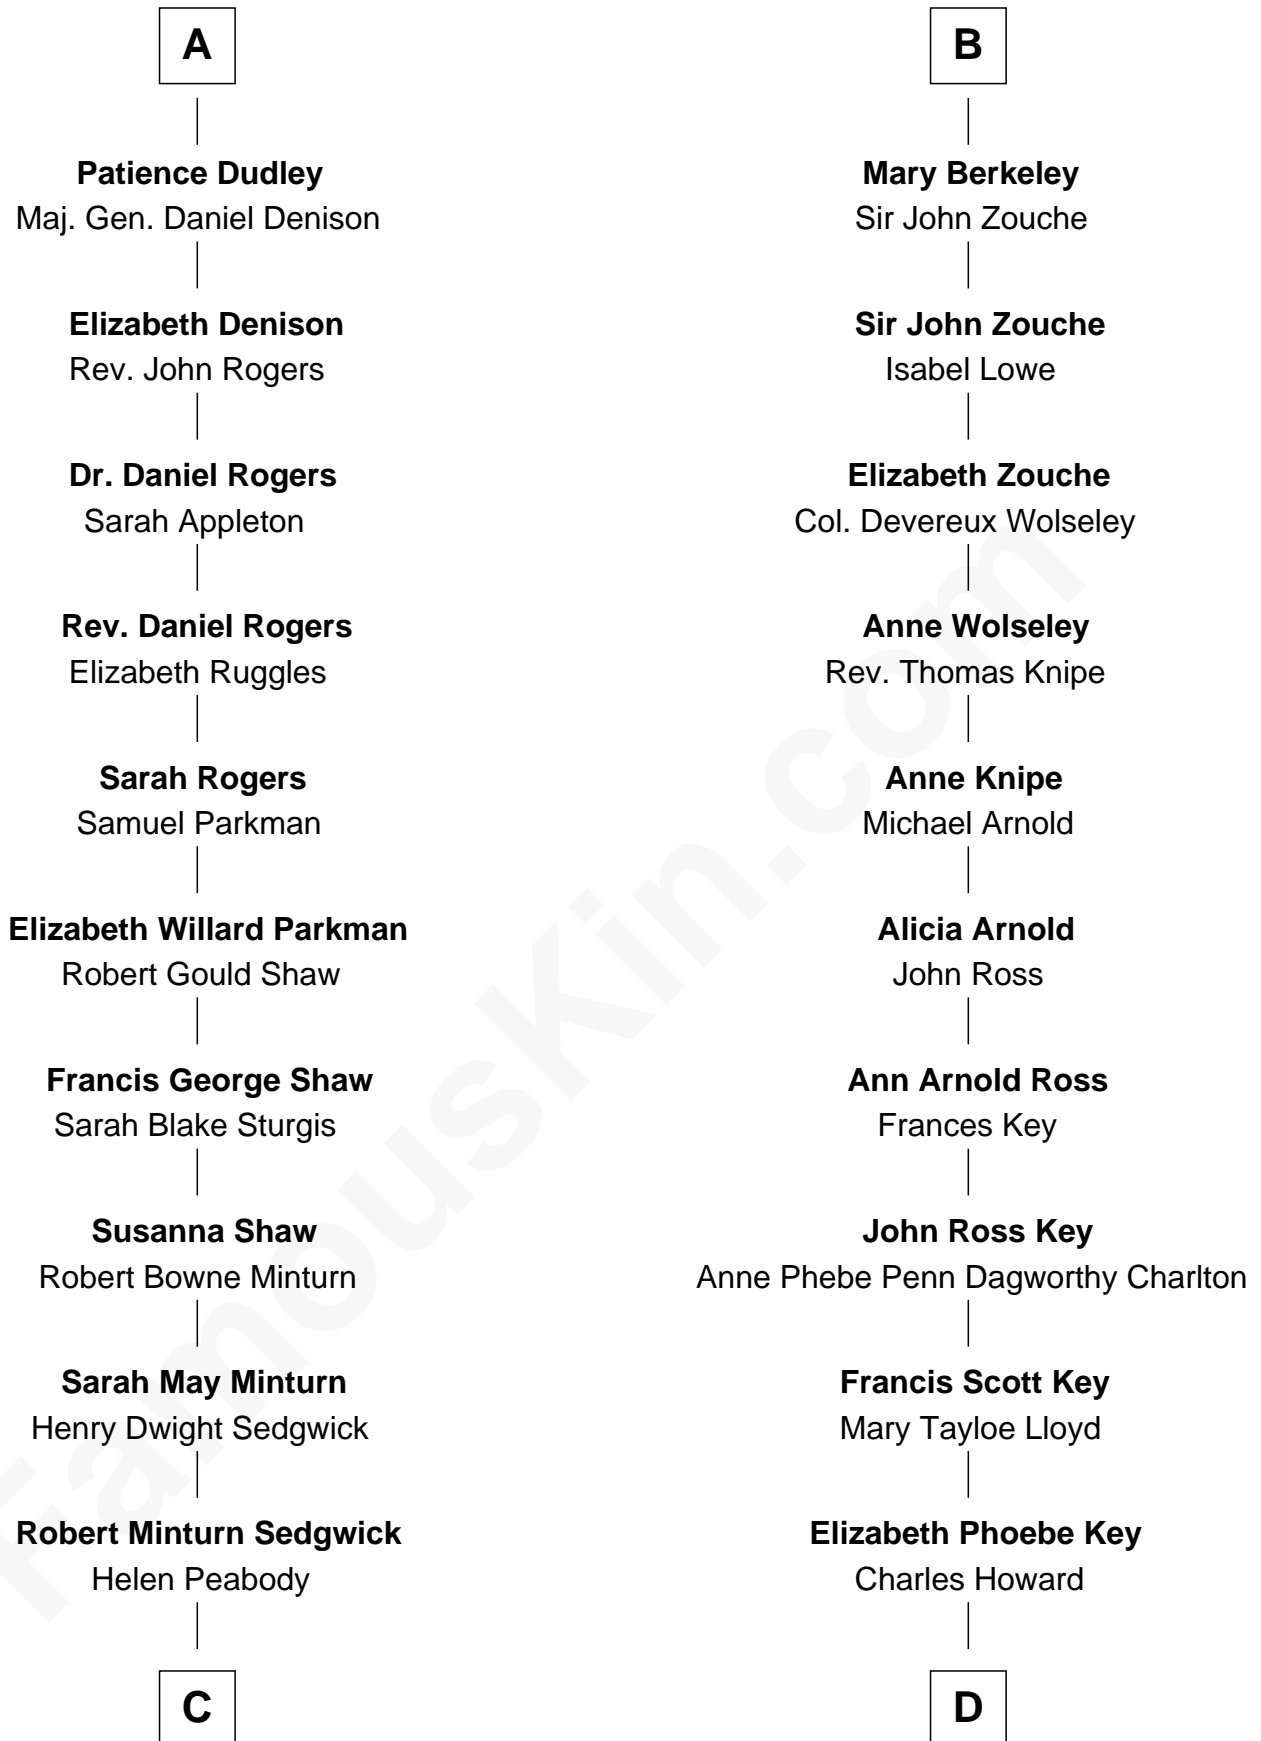 A
Patience Dudley
Maj. Gen. Daniel Denison
Elizabeth Denison
Rev. John Rogers
Dr. Daniel Rogers
Sarah Appleton
Rev. Daniel Rogers
Elizabeth Ruggles
Sarah Rogers
Samuel Parkman
Elizabeth Willard Parkman
Robert Gould Shaw
Francis George Shaw
Sarah Blake Sturgis
Susanna Shaw
Robert Bowne Minturn
Sarah May Minturn
Henry Dwight Sedgwick
Robert Minturn Sedgwick
Helen Peabody
C
B
Mary Berkeley
Sir John Zouche
Sir John Zouche
Isabel Lowe
Elizabeth Zouche
Col. Devereux Wolseley
Anne Wolseley
Rev. Thomas Knipe
Anne Knipe
Michael Arnold
Alicia Arnold
John Ross
Ann Arnold Ross
Frances Key
John Ross Key
Anne Phebe Penn Dagworthy Charlton
Francis Scott Key
Mary Tayloe Lloyd
Elizabeth Phoebe Key
Charles Howard
D
FamousKin.com